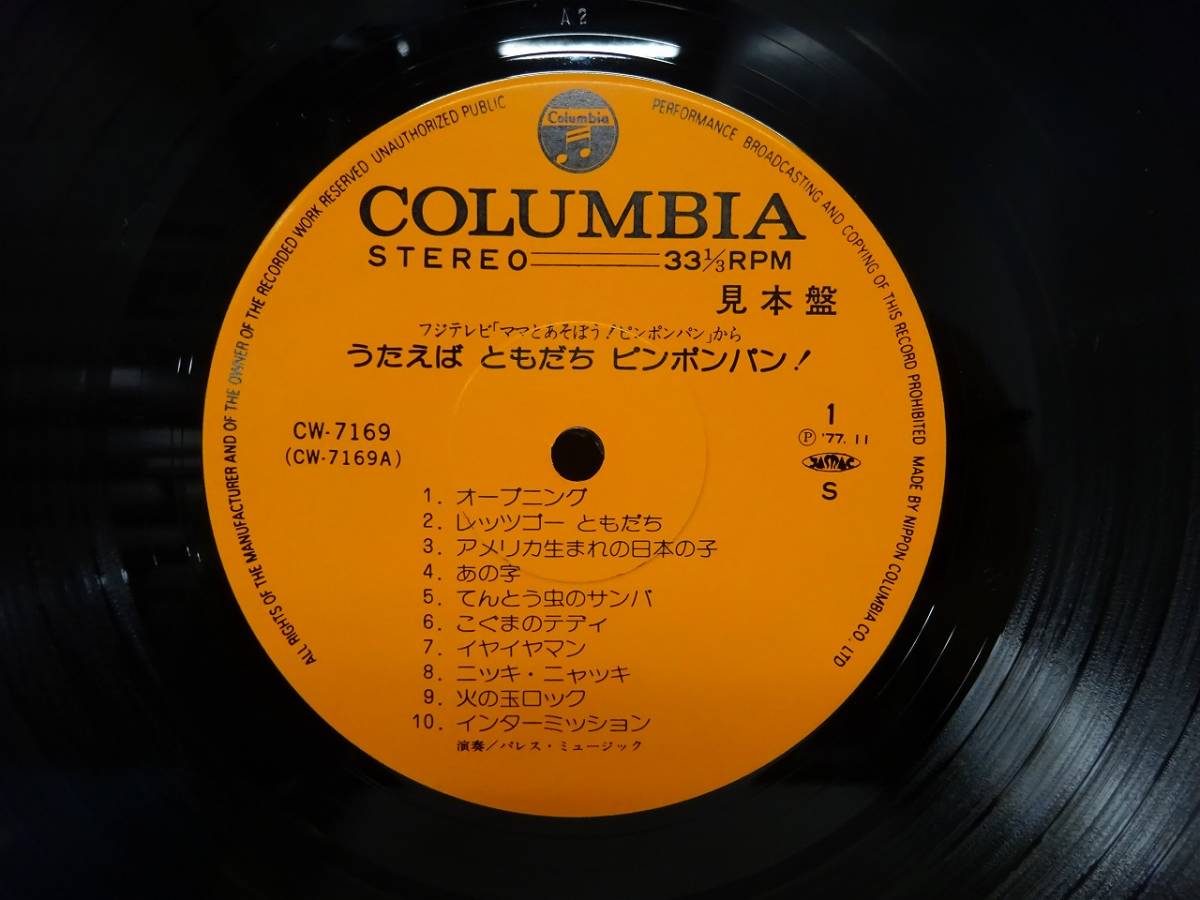 A2
Columbia
COLUMBIA
STEREO 33 1/3 RPM
見本盤
フジテレビ「ママとあそぼう!ピンポンパン」から
うたえば ともだち ピンポンパン!
CW-7169
(CW-7169A)
1
Ⓟ '77.11
JASRAC
S
1. オープニング
2. レッツゴー ともだち
3. アメリカ生まれの日本の子
4. あの字
5. てんとう虫のサンバ
6. こぐまのテディ
7. イヤイヤマン
8. ニッキ・ニャッキ
9. 火の玉ロック
10. インターミッション
演奏/パレス・ミュージック
ALL RIGHTS OF THE MANUFACTURER AND OF THE OWNER OF THE RECORDED WORK RESERVED UNAUTHORIZED PUBLIC PERFORMANCE BROADCASTING AND COPYING OF THIS RECORD PROHIBITED MADE BY NIPPON COLUMBIA CO., LTD